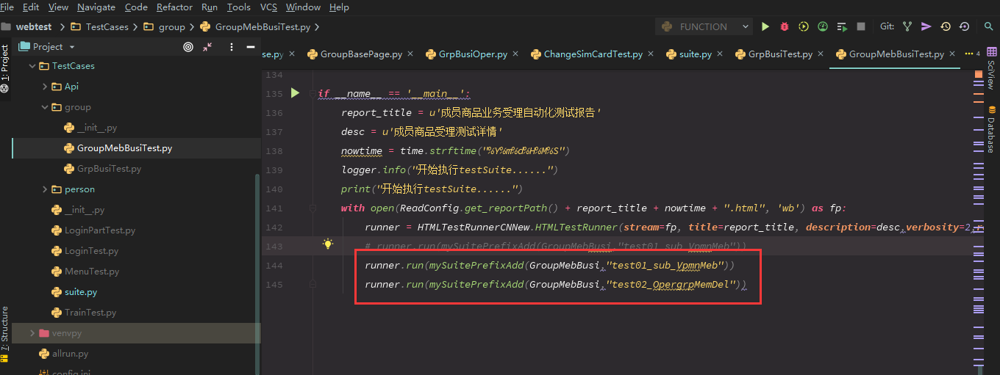 File Edit View Navigate Code Refactor Run Tools VCS Window Help
webtest TestCases group GroupMebBusiTest.py FUNCTION Git:
1: Project
Project
se.py GroupBasePage.py GrpBusiOper.py ChangeSimCardTest.py suite.py GrpBusiTest.py GroupMebBusiTest.py 4
TestCases
Api
group
__init__.py
GroupMebBusiTest.py
GrpBusiTest.py
person
__init__.py
LoginPartTest.py
LoginTest.py
MenuTest.py
suite.py
TrainTest.py
venvpy
allrun.py
config.ini
7: Structure
134
135 if __name__ == '__main__':
136 report_title = u'成员商品业务受理自动化测试报告'
137 desc = u'成员商品受理测试详情'
138 nowtime = time.strftime("%Y%m%d%H%M%S")
139 logger.info("开始执行testSuite......")
140 print("开始执行testSuite......")
141 with open(ReadConfig.get_reportPath() + report_title + nowtime + ".html", 'wb') as fp:
142 runner = HTMLTestRunnerCNNew.HTMLTestRunner(stream=fp, title=report_title, description=desc,verbosity=2,r
143 # runner.run(mySuitePrefixAdd(GroupMebBusi,"test01_sub_VpmnMeb"))
144 runner.run(mySuitePrefixAdd(GroupMebBusi,"test01_sub_VpmnMeb"))
145 runner.run(mySuitePrefixAdd(GroupMebBusi,"test02_OpergrpMemDel"))
SciView
Database